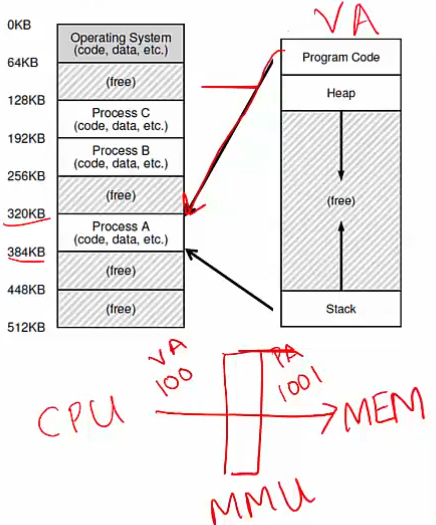 0KB
Operating System
(code, data, etc.)
64KB
(free)
128KB
Process C
(code, data, etc.)
192KB
Process B
(code, data, etc.)
256KB
(free)
320KB
Process A
(code, data, etc.)
384KB
(free)
448KB
(free)
512KB
VA
Program Code
Heap
(free)
Stack
VA
100
PA
1001
CPU
MEM
MMU